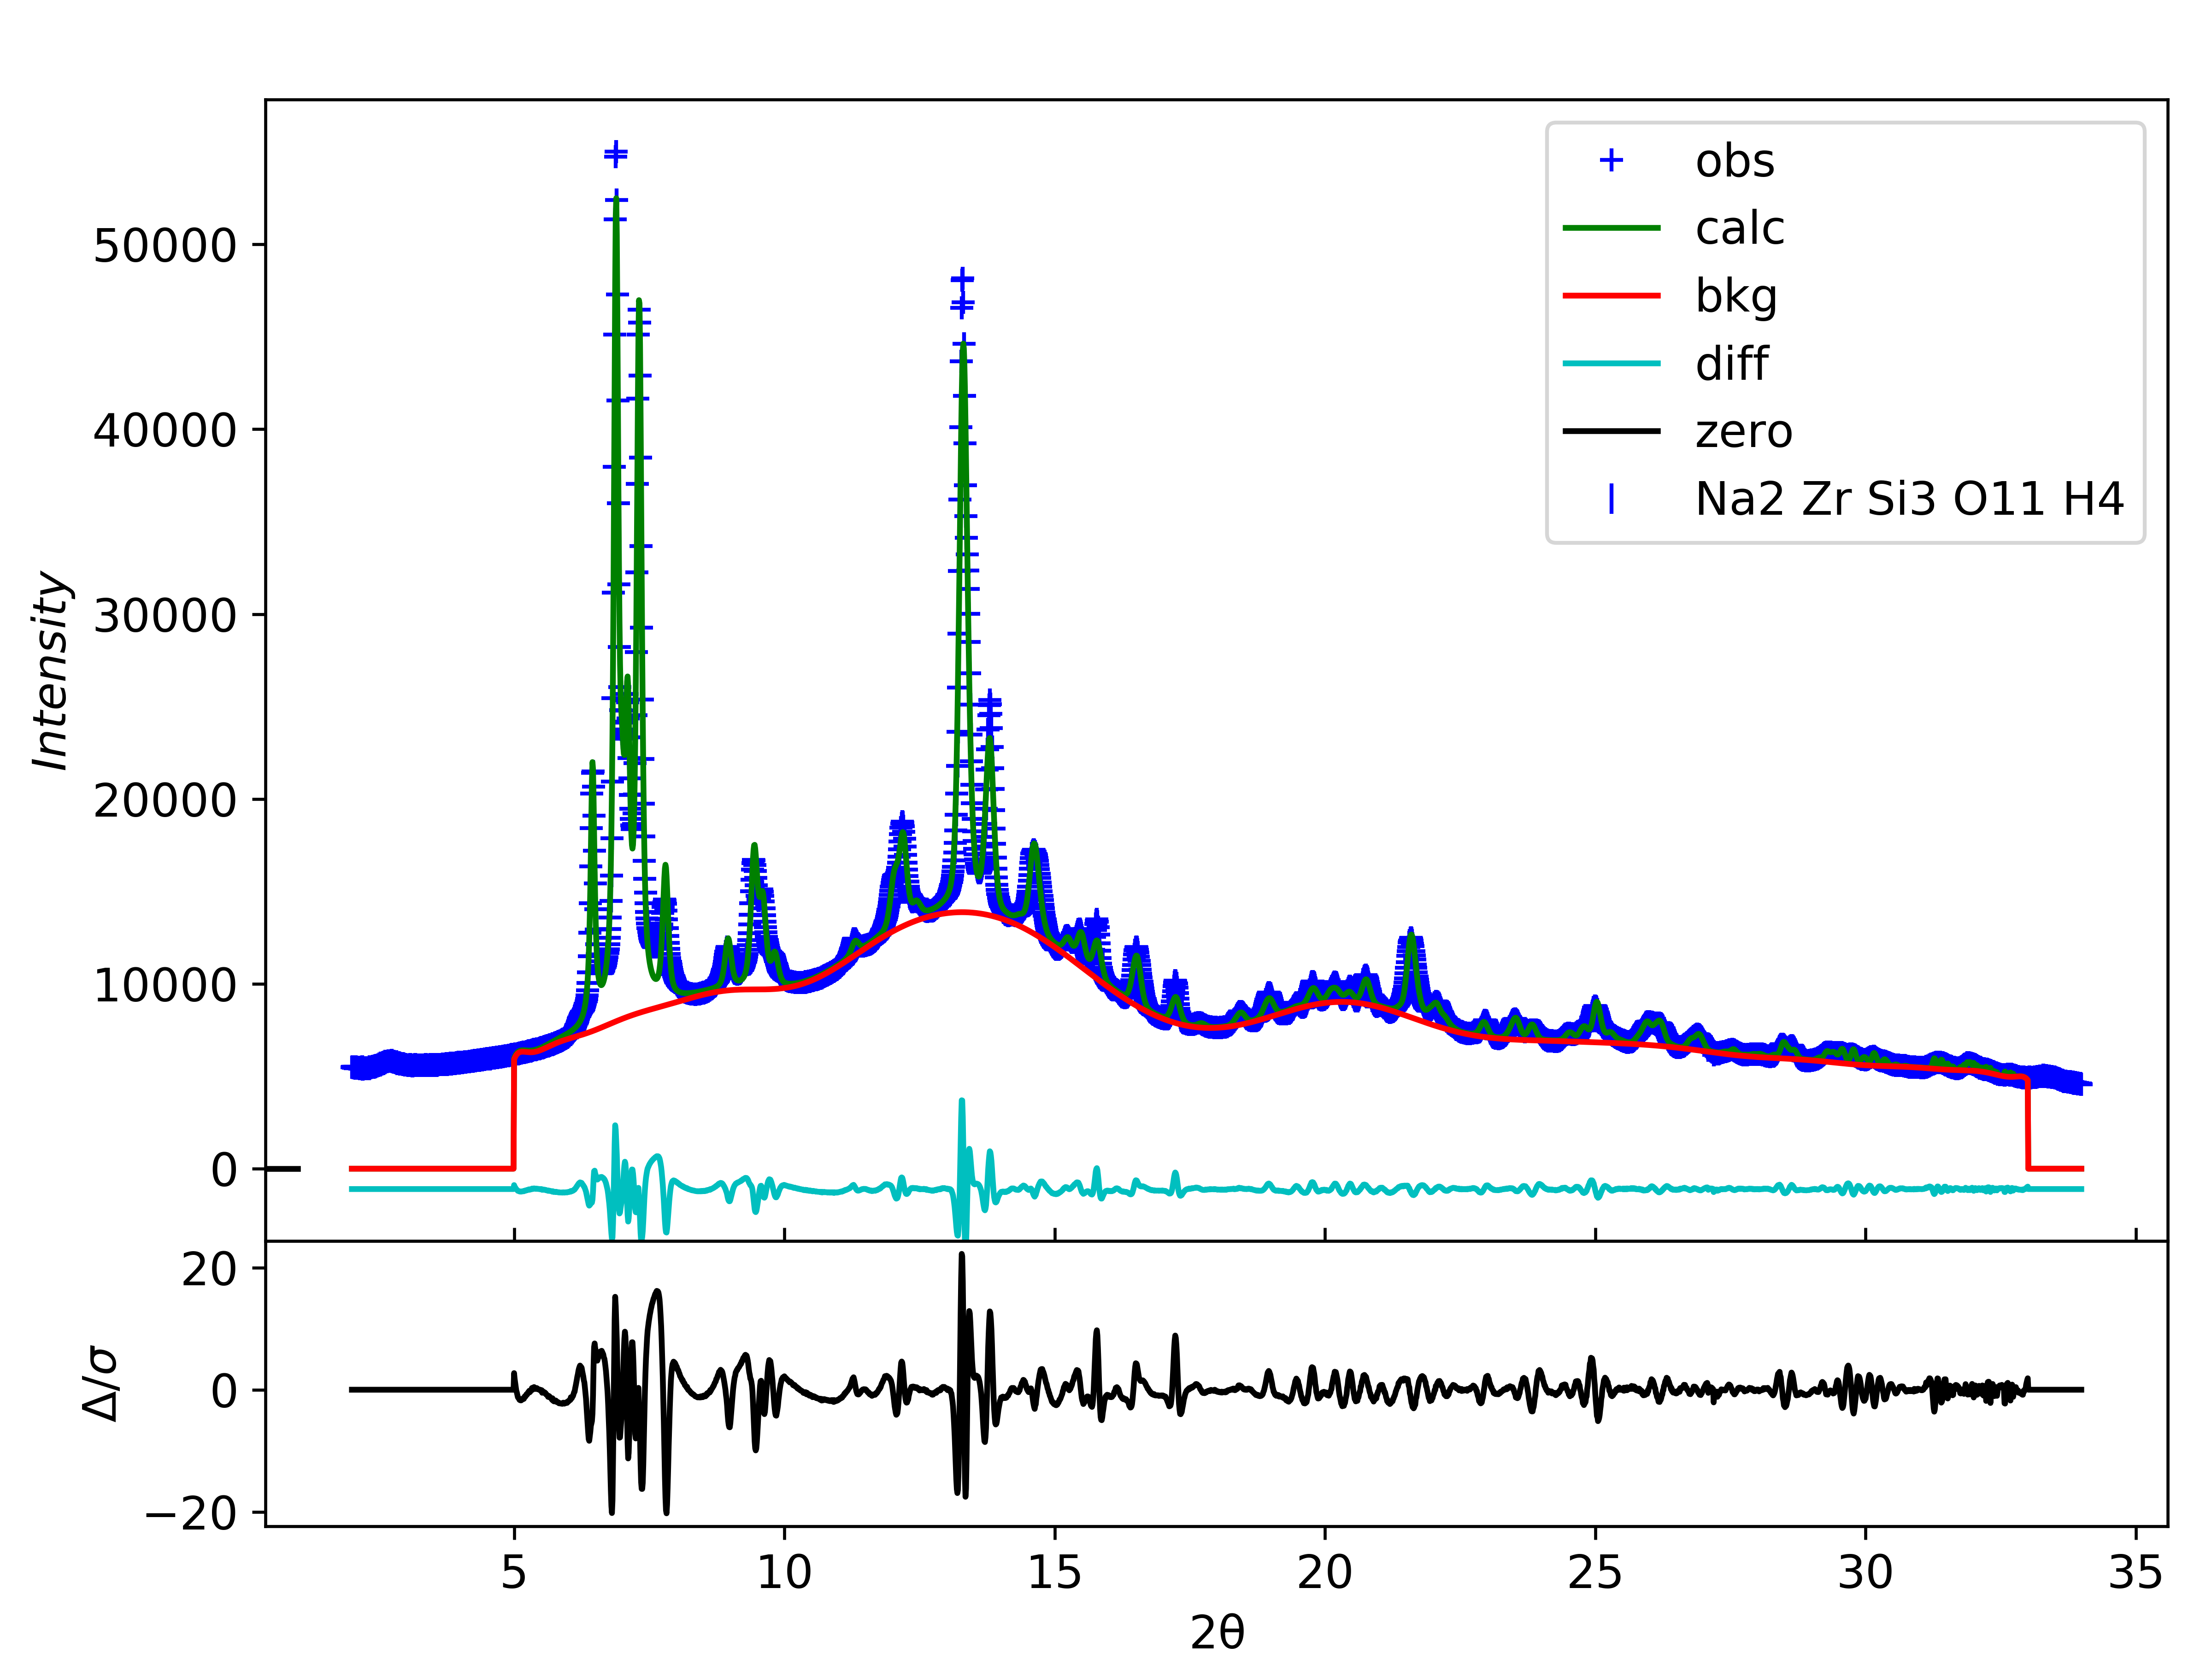 obs
calc
bkg
diff
zero
Na2 Zr Si3 O11 H4
Intensity
50000
40000
30000
20000
10000
0
Δ/σ
20
0
−20
5 10 15 20 25 30 35
2θ